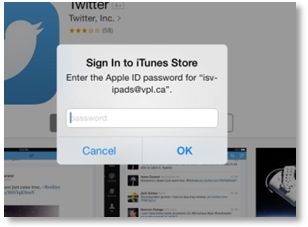 Twitter
4+
Twitter, Inc. >
(58)
Sign In to iTunes Store
Enter the Apple ID password for "isv-
ipads@vpl.ca".
password
Cancel
OK